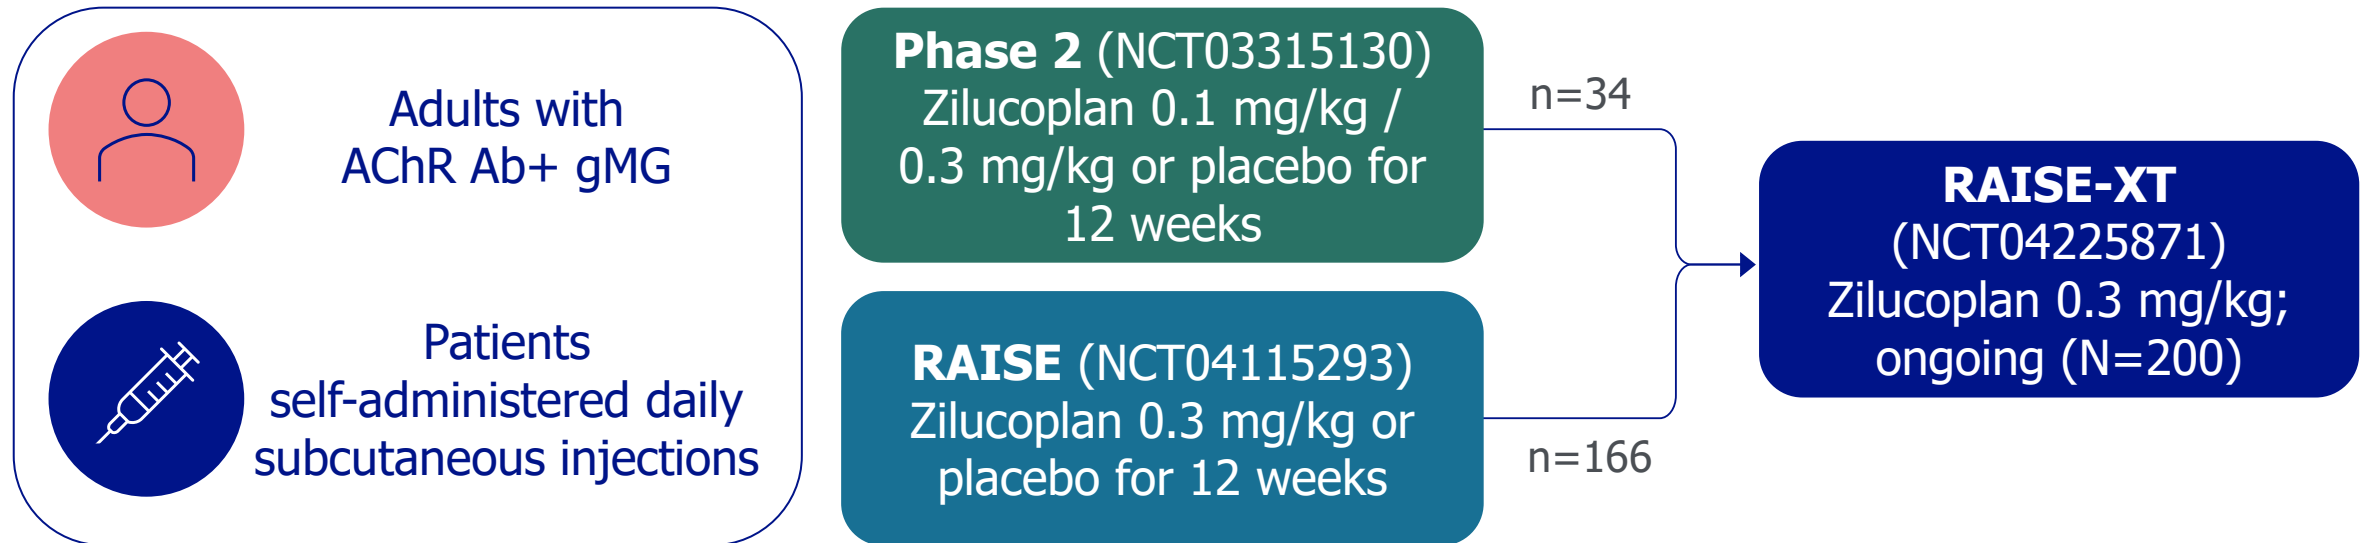 Adults with
AChR Ab+ gMG
Patients
self-administered daily
subcutaneous injections
Phase 2 (NCT03315130)
Zilucoplan 0.1 mg/kg /
0.3 mg/kg or placebo for
12 weeks
RAISE (NCT04115293)
Zilucoplan 0.3 mg/kg or
placebo for 12 weeks
n=34
n=166
RAISE-XT
(NCT04225871)
Zilucoplan 0.3 mg/kg;
ongoing (N=200)